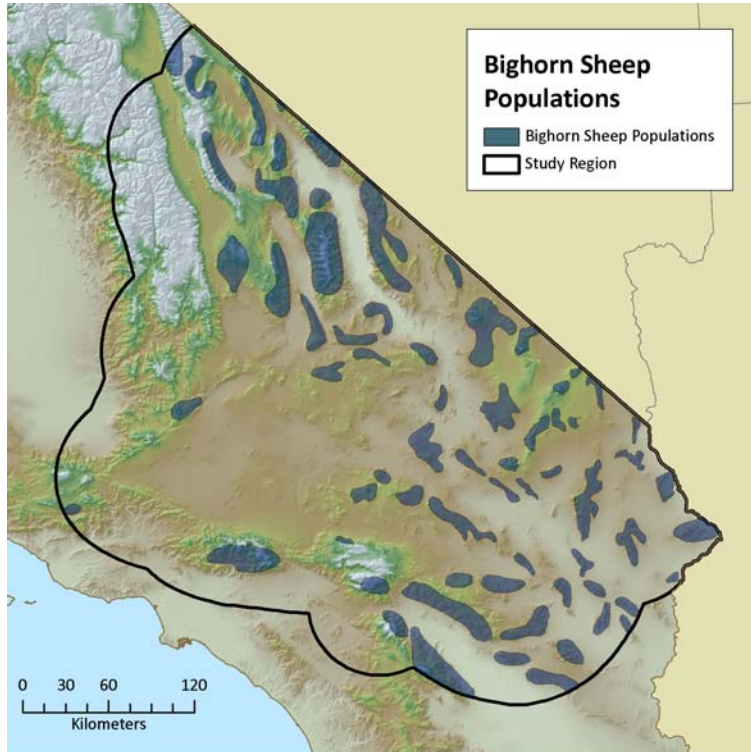 Bighorn Sheep
Populations
Bighorn Sheep Populations
Study Region
0 30 60 120
Kilometers